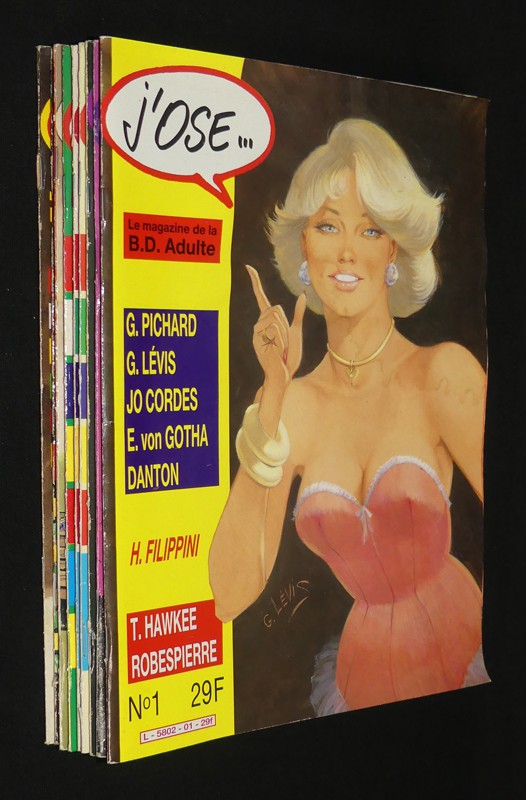 j'OSE...
Le magazine de la
B.D. Adulte
G. PICHARD
G. LÉVIS
JO CORDES
E. von GOTHA
DANTON
H. FILIPPINI
T. HAWKEE
ROBESPIERRE
G. LÉVIS
No1 29F
L - 5802 - 01 - 29f